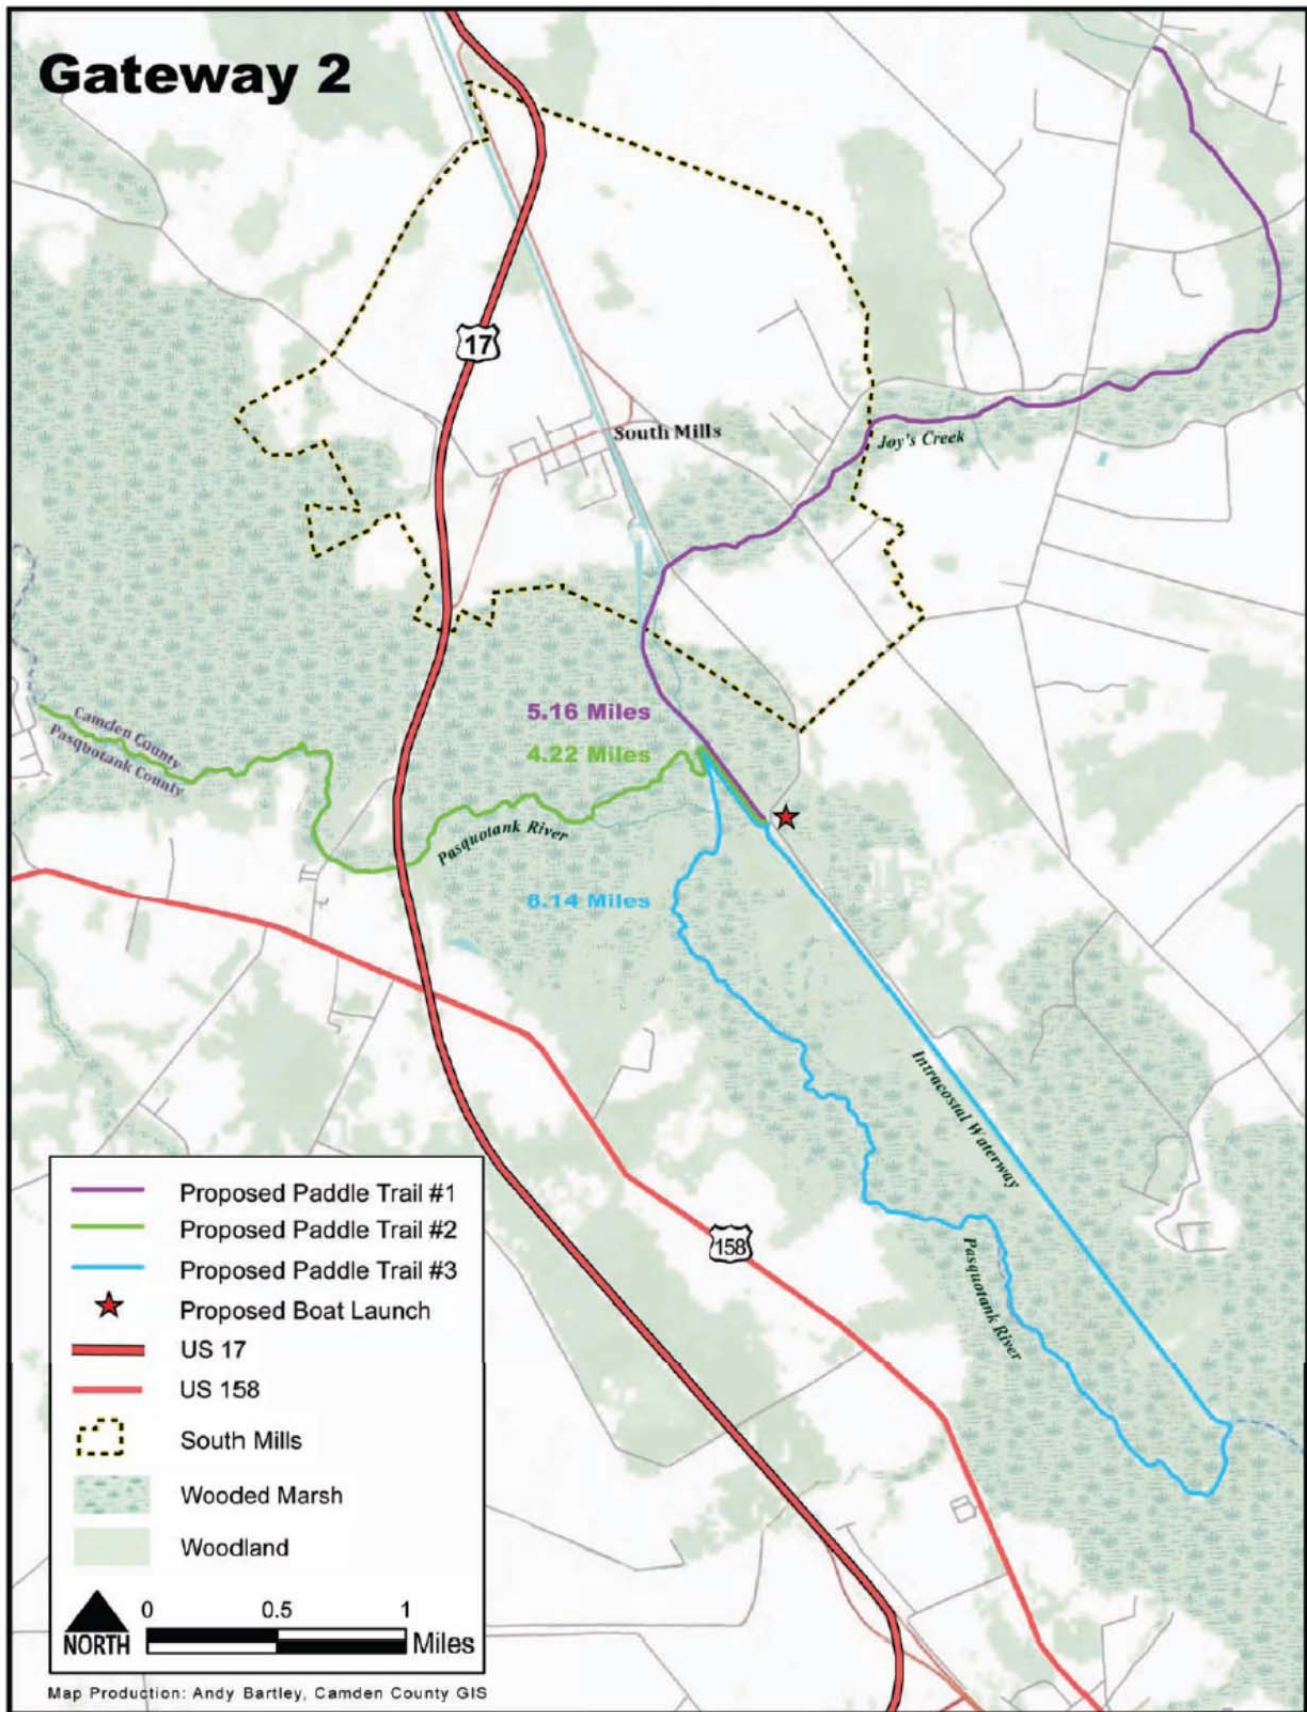 Gateway 2
17
South Mills
Joy's Creek
5.16 Miles
4.22 Miles
Camden County
Pasquotank County
Pasquotank River
6.14 Miles
Intracostal Waterway
Pasquotank River
158
Proposed Paddle Trail #1
Proposed Paddle Trail #2
Proposed Paddle Trail #3
Proposed Boat Launch
US 17
US 158
South Mills
Wooded Marsh
Woodland
0 0.5 1
NORTH Miles
Map Production: Andy Bartley, Camden County GIS